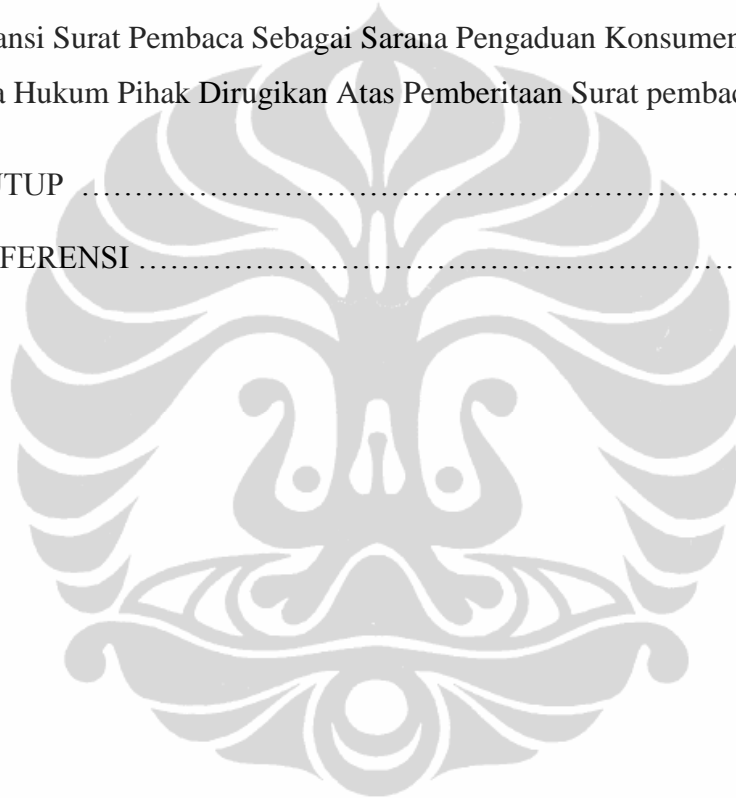 ansi Surat Pembaca Sebagai Sarana Pengaduan Konsumen
a Hukum Pihak Dirugikan Atas Pemberitaan Surat pembac
UTUP ……………………………………………………………
FERENSI …………………………………………………………